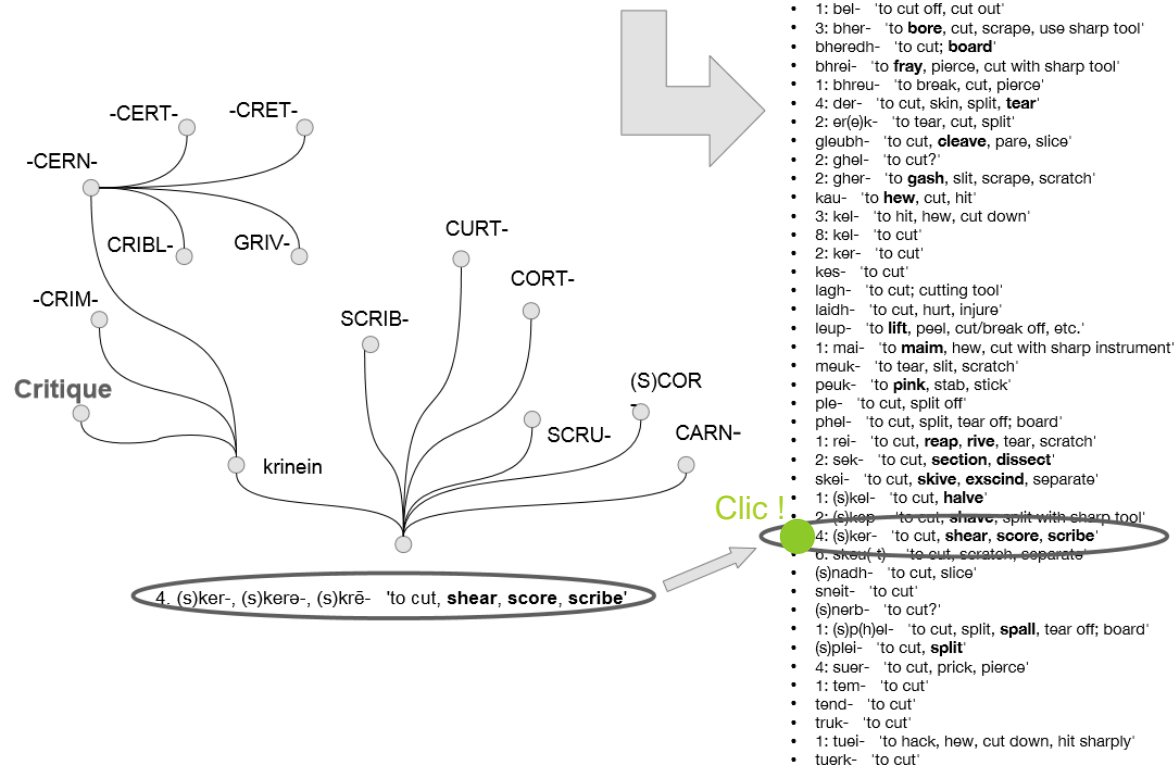 -CERT-
-CRET-
-CERN-
CRIBL-
GRIV-
-CRIM-
Critique
krinein
SCRIB-
CURT-
CORT-
SCRU-
(S)COR
-
CARN-
4. (s)ker-, (s)kerə-, (s)krē- 'to cut, shear, score, scribe'
Clic !
• 1: bel- 'to cut off, cut out'
• 3: bher- 'to bore, cut, scrape, use sharp tool'
• bheredh- 'to cut; board'
• bhrei- 'to fray, pierce, cut with sharp tool'
• 1: bhreu- 'to break, cut, pierce'
• 4: der- 'to cut, skin, split, tear'
• 2: er(e)k- 'to tear, cut, split'
• gleubh- 'to cut, cleave, pare, slice'
• 2: ghel- 'to cut?'
• 2: gher- 'to gash, slit, scrape, scratch'
• kau- 'to hew, cut, hit'
• 3: kel- 'to hit, hew, cut down'
• 8: kel- 'to cut'
• 2: ker- 'to cut'
• kes- 'to cut'
• lagh- 'to cut; cutting tool'
• laidh- 'to cut, hurt, injure'
• leup- 'to lift, peel, cut/break off, etc.'
• 1: mai- 'to maim, hew, cut with sharp instrument'
• meuk- 'to tear, slit, scratch'
• peuk- 'to pink, stab, stick'
• ple- 'to cut, split off'
• phel- 'to cut, split, tear off; board'
• 1: rei- 'to cut, reap, rive, tear, scratch'
• 2: sek- 'to cut, section, dissect'
• skei- 'to cut, skive, exscind, separate'
• 1: (s)kel- 'to cut, halve'
• 2: (s)kep- 'to cut, shave, split with sharp tool'
4: (s)ker- 'to cut, shear, score, scribe'
• 6: skeu(-t) 'to cut, scratch, separate'
• (s)nadh- 'to cut, slice'
• sneit- 'to cut'
• (s)nerb- 'to cut?'
• 1: (s)p(h)el- 'to cut, split, spall, tear off; board'
• (s)plei- 'to cut, split'
• 4: suer- 'to cut, prick, pierce'
• 1: tem- 'to cut'
• tend- 'to cut'
• truk- 'to cut'
• 1: tuei- 'to hack, hew, cut down, hit sharply'
• tuerk- 'to cut'